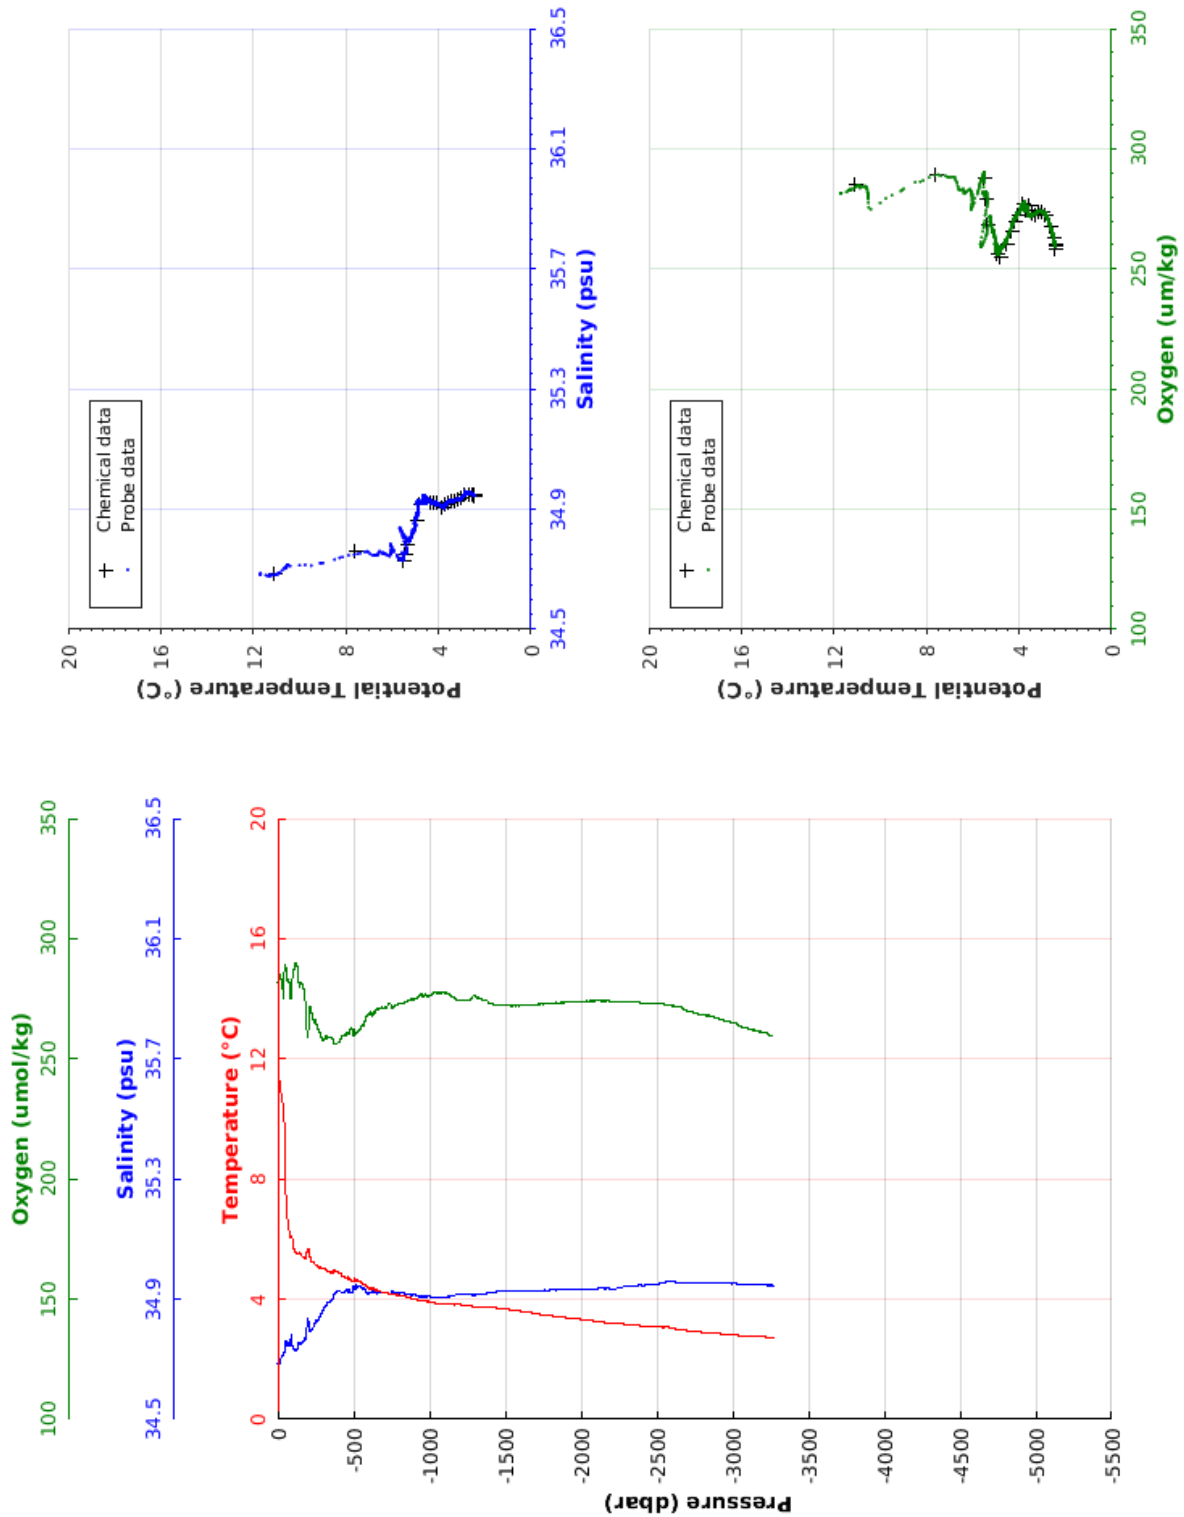 Oxygen (umol/kg)
100 150 200 250 300 350
Salinity (psu)
34.5 34.9 35.3 35.7 36.1 36.5
Temperature (°C)
0 4 8 12 16 20
Pressure (dbar)
0
-500
-1000
-1500
-2000
-2500
-3000
-3500
-4000
-4500
-5000
-5500
Potential Temperature (°C)
20
16
12
8
4
0
Chemical data
Probe data
34.5 34.9 35.3 35.7 36.1 36.5
Salinity (psu)
Potential Temperature (°C)
20
16
12
8
4
0
Chemical data
Probe data
100 150 200 250 300 350
Oxygen (um/kg)